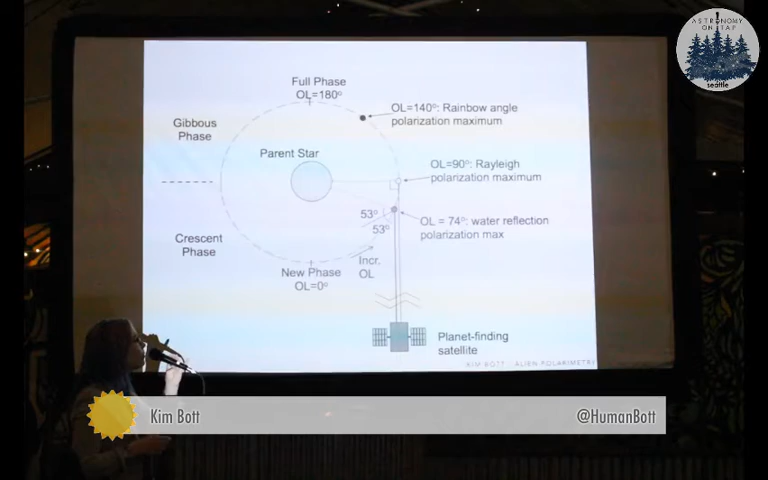 ASTRONOMY
ON TAP
seattle
Full Phase
OL=180º
OL=140º: Rainbow angle
polarization maximum
Gibbous
Phase
Parent Star
OL=90º: Rayleigh
polarization maximum
53º
53º
OL = 74º: water reflection
polarization max
Crescent
Phase
Incr.
OL
New Phase
OL=0º
Planet-finding
satellite
KIM BOTT - ALIEN POLARIMETRY
Kim Bott
@HumanBott